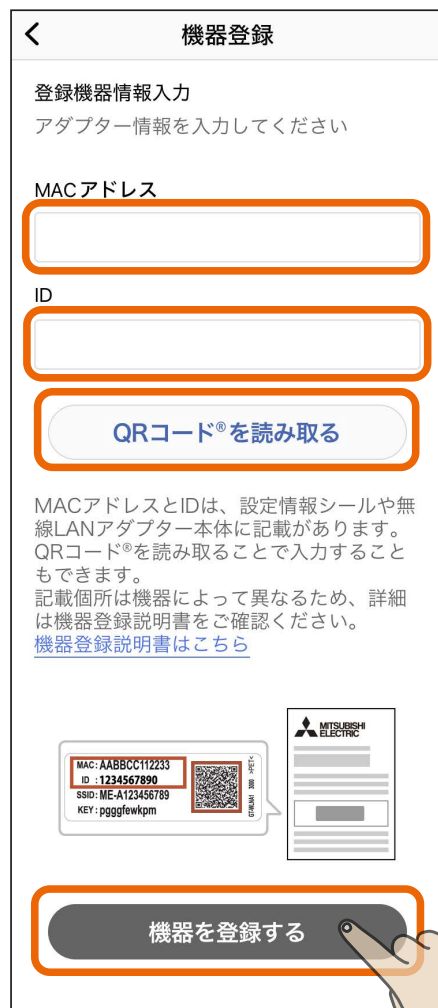 機器登録
登録機器情報入力
アダプター情報を入力してください
MACアドレス
ID
QRコード®を読み取る
MACアドレスとIDは、設定情報シールや無
線LANアダプター本体に記載があります。
QRコード®を読み取ることで入力すること
もできます。
記載個所は機器によって異なるため、詳細
は機器登録説明書をご確認ください。
機器登録説明書はこちら
MITSUBISHI
ELECTRIC
MAC: AABBCC112233
ID : 1234567890
SSID: ME-A123456789
KEY: pgggfewkpm
>PET<
3000
機器を登録する